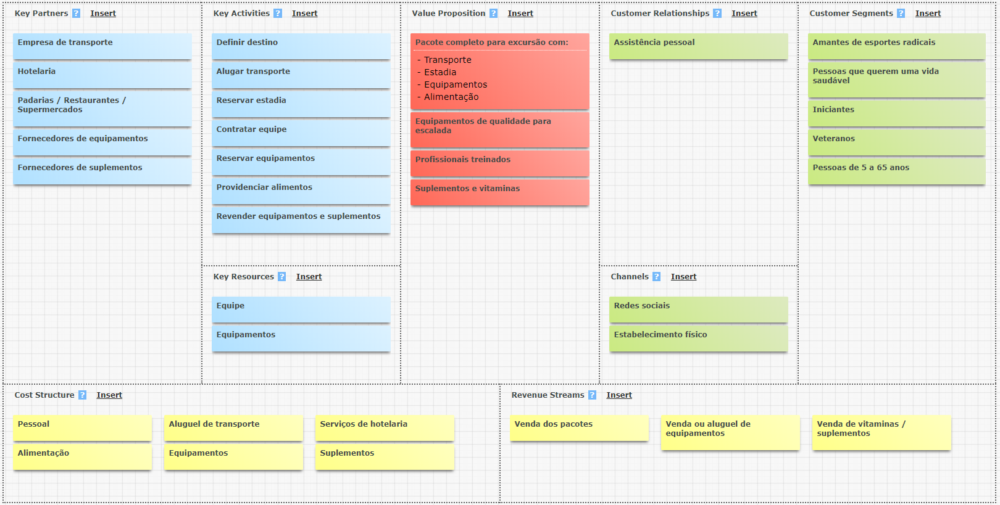 Key Partners ? Insert
Empresa de transporte
Hotelaria
Padarias / Restaurantes /
Supermercados
Fornecedores de equipamentos
Fornecedores de suplementos
Key Activities ? Insert
Definir destino
Alugar transporte
Reservar estadia
Contratar equipe
Reservar equipamentos
Providenciar alimentos
Revender equipamentos e suplementos
Key Resources ? Insert
Equipe
Equipamentos
Value Proposition ? Insert
Pacote completo para excursão com:
- Transporte
- Estadia
- Equipamentos
- Alimentação
Equipamentos de qualidade para
escalada
Profissionais treinados
Suplementos e vitaminas
Customer Relationships ? Insert
Assistência pessoal
Channels ? Insert
Redes sociais
Estabelecimento físico
Customer Segments ? Insert
Amantes de esportes radicais
Pessoas que querem uma vida
saudável
Iniciantes
Veteranos
Pessoas de 5 a 65 anos
Cost Structure ? Insert
Pessoal
Aluguel de transporte
Serviços de hotelaria
Alimentação
Equipamentos
Suplementos
Revenue Streams ? Insert
Venda dos pacotes
Venda ou aluguel de
equipamentos
Venda de vitaminas /
suplementos